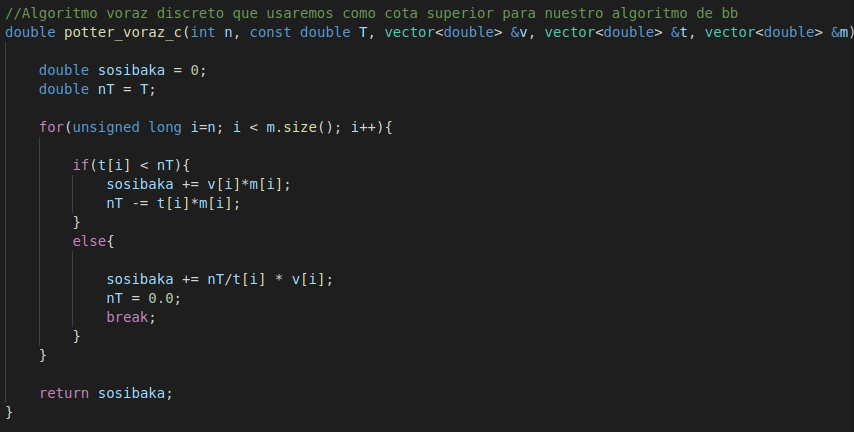 //Algoritmo voraz discreto que usaremos como cota superior para nuestro algoritmo de bb
double potter_voraz_c(int n, const double T, vector<double> &v, vector<double> &t, vector<double> &m)
double sosibaka = 0;
double nT = T;
for(unsigned long i=n; i < m.size(); i++){
if(t[i] < nT){
sosibaka += v[i]*m[i];
nT -= t[i]*m[i];
}
else{
sosibaka += nT/t[i] * v[i];
nT = 0.0;
break;
}
}
return sosibaka;
}